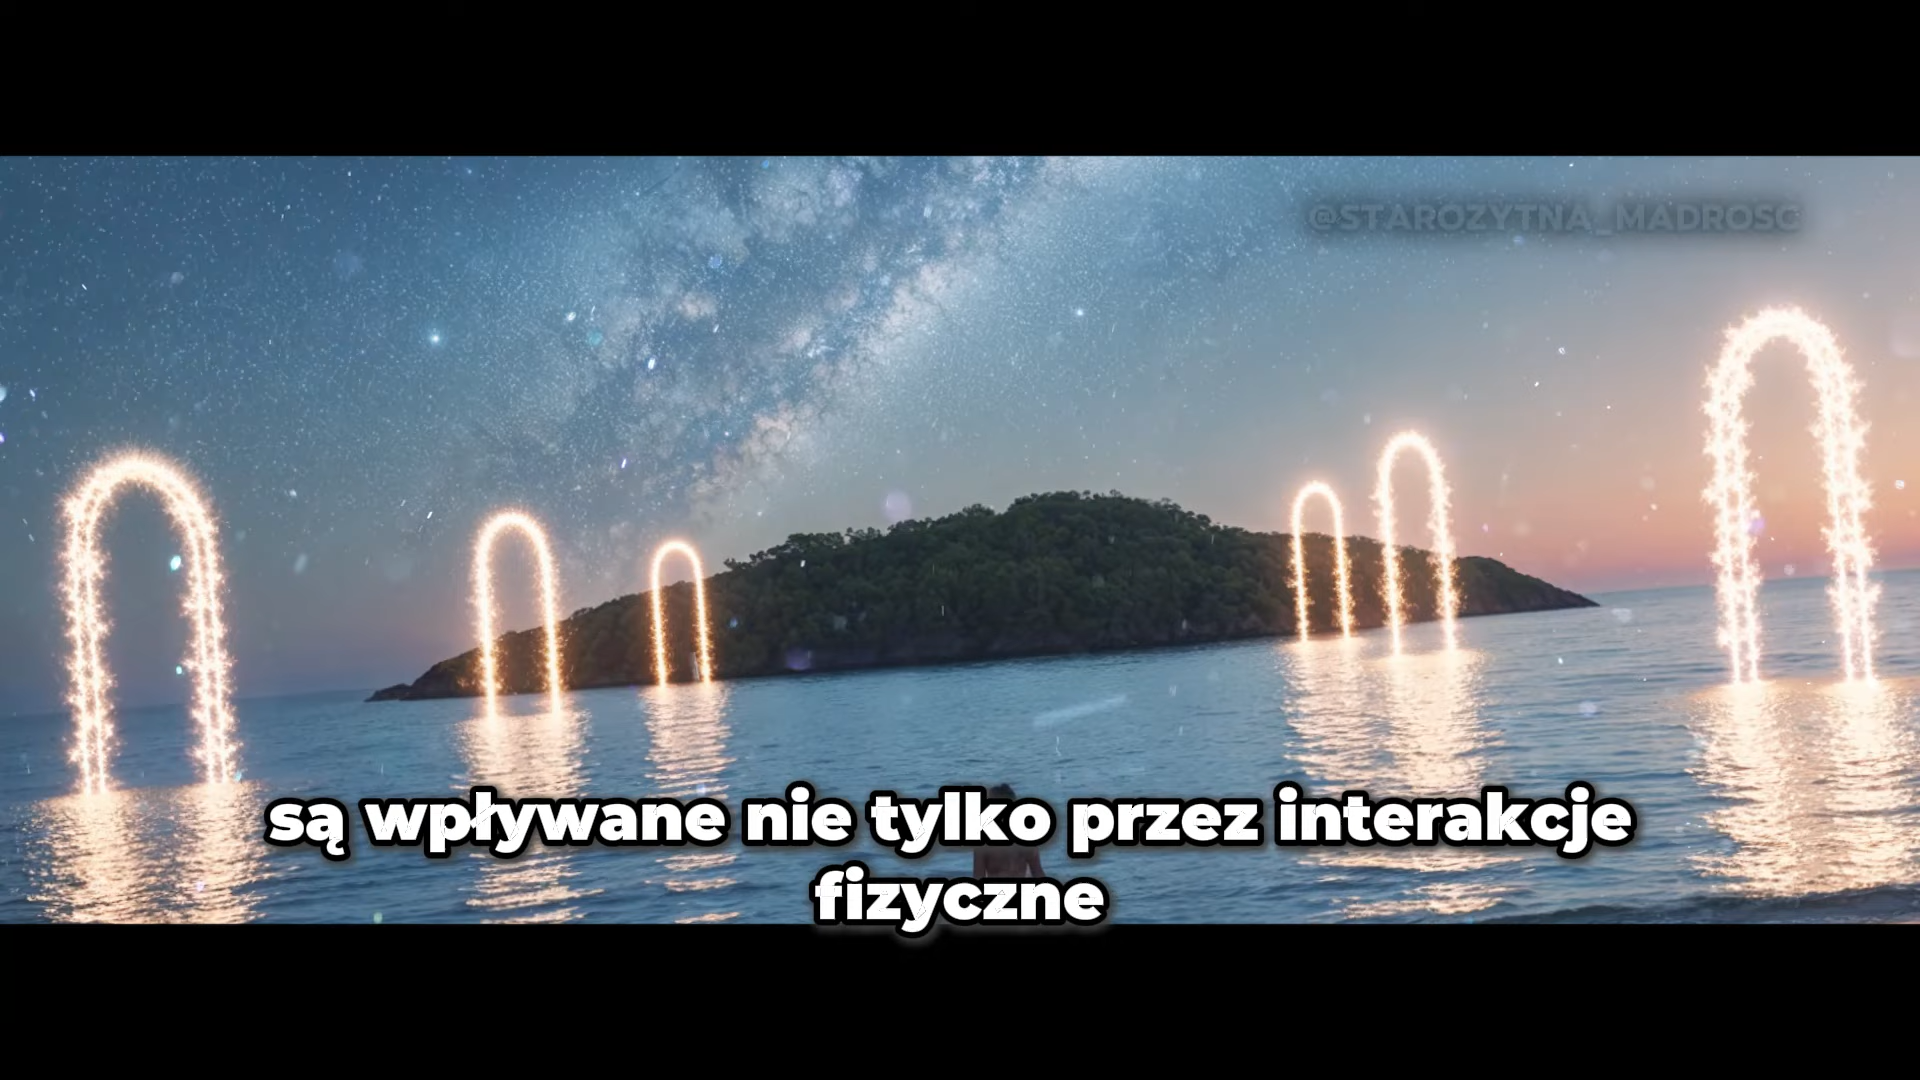 @STAROZYTNA_MADROSC
są wpływane nie tylko przez interakcje
fizyczne